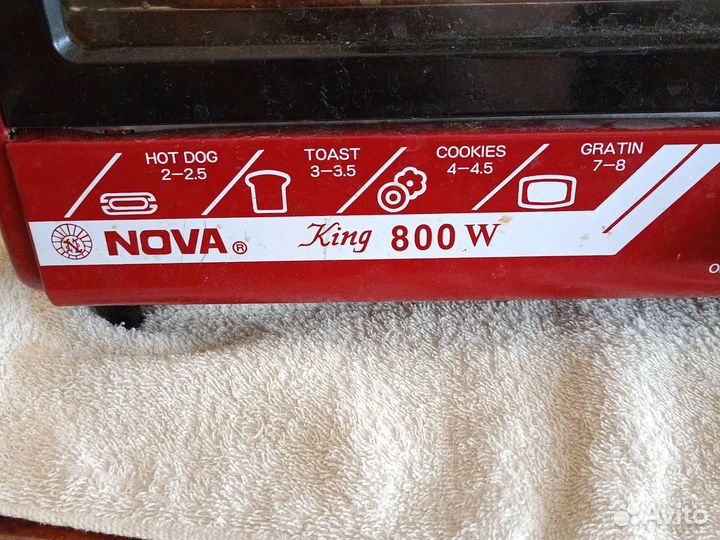 HOT DOG
2–2.5
TOAST
3–3.5
COOKIES
4–4.5
GRATIN
7–8
N
NOVA ® King 800 W
O
Avito